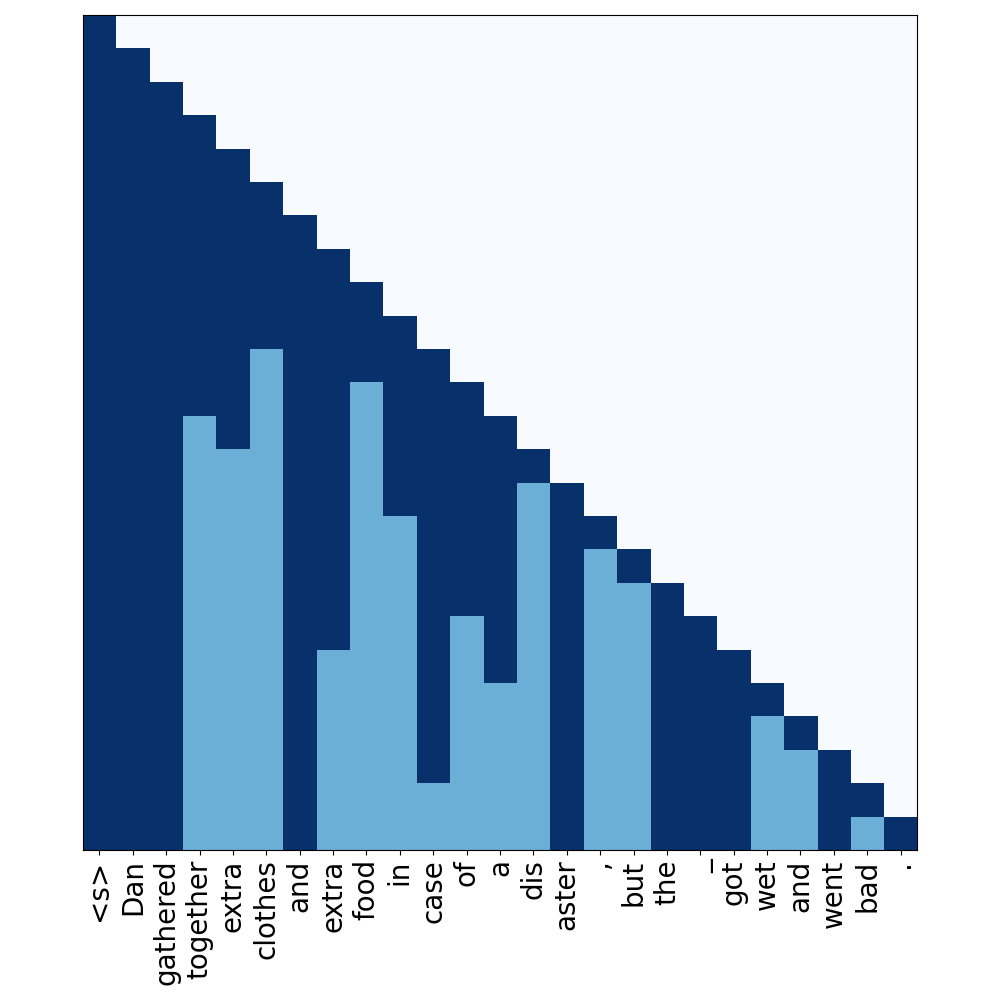 <s>
Dan
gathered
together
extra
clothes
and
extra
food
in
case
of
a
dis
aster
,
but
the
_
got
wet
and
went
bad
.